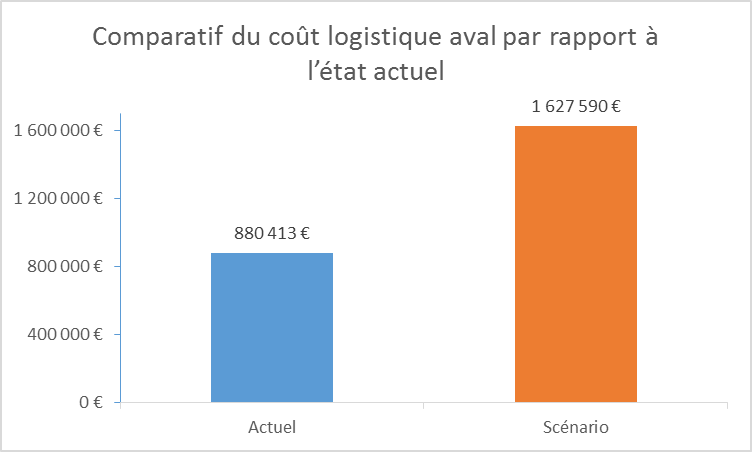 Comparatif du coût logistique aval par rapport à
l’état actuel
1 627 590 €
1 600 000 €
1 200 000 €
880 413 €
800 000 €
400 000 €
0 €
Actuel
Scénario